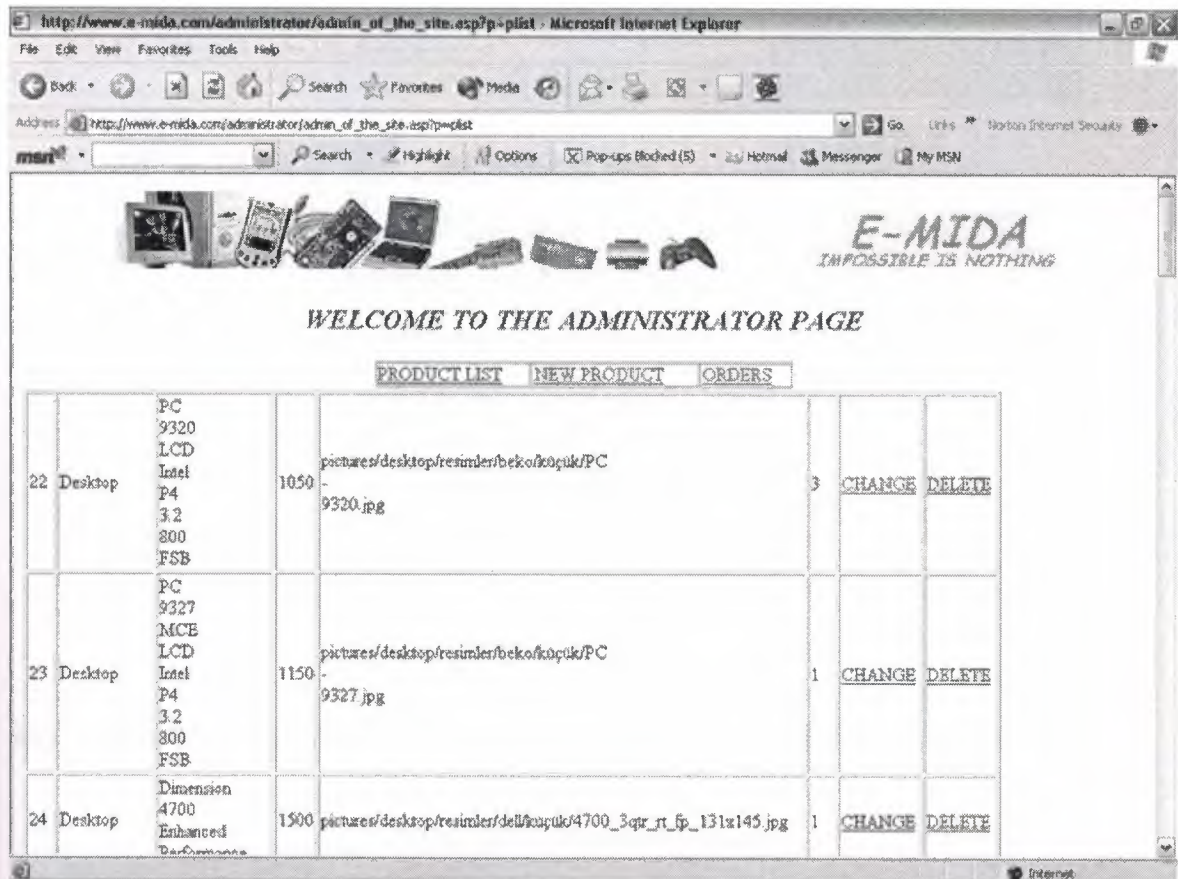 http://www.e-mida.com/administrator/admin_of_the_site.asp?p=plist - Microsoft Internet Explorer
File Edit View Favorites Tools Help
Back Search Favorites Media
Address http://www.e-mida.com/administrator/admin_of_the_site.asp?p=plist Go Links » Norton Internet Security
msn Search Highlight Options Pop-ups Blocked (5) Hotmail Messenger My MSN
E-MIDA
IMPOSSIBLE IS NOTHING
WELCOME TO THE ADMINISTRATOR PAGE
PRODUCT LIST NEW PRODUCT ORDERS
22 Desktop
PC
9320
LCD
Intel
P4
3.2
800
FSB
1050
pictures/desktop/resimler/beko/küçük/PC
-
9320.jpg
3 CHANGE DELETE
23 Desktop
PC
9327
MCE
LCD
Intel
P4
3.2
800
FSB
1150
pictures/desktop/resimler/beko/küçük/PC
-
9327.jpg
1 CHANGE DELETE
24 Desktop
Dimension
4700
Enhanced
Performance
1500 pictures/desktop/resimler/dell/küçük/4700_3qtr_rt_fp_131x145.jpg 1 CHANGE DELETE
Internet